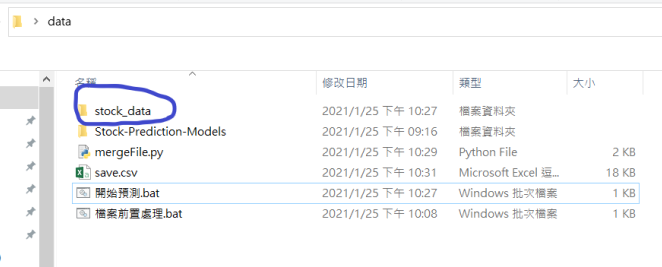 data
名稱 修改日期 類型 大小
stock_data 2021/1/25 下午 10:27 檔案資料夾
Stock-Prediction-Models 2021/1/25 下午 09:16 檔案資料夾
mergeFile.py 2021/1/25 下午 10:29 Python File 2 KB
save.csv 2021/1/25 下午 10:31 Microsoft Excel 逗... 18 KB
開始預測.bat 2021/1/25 下午 10:27 Windows 批次檔案 1 KB
檔案前置處理.bat 2021/1/25 下午 10:08 Windows 批次檔案 1 KB